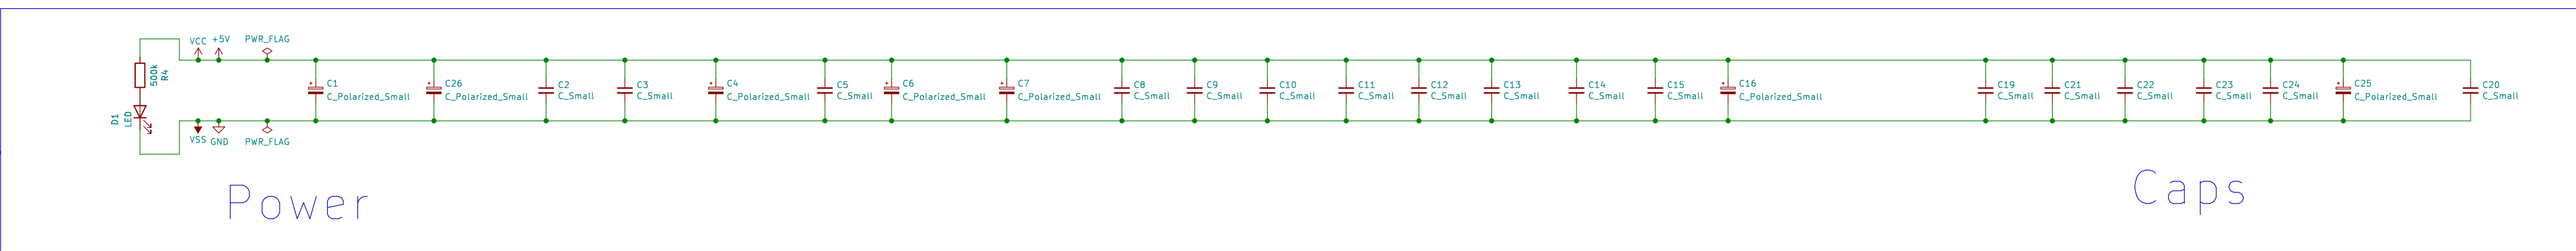 VCC
+5V
PWR_FLAG
500k
R4
D1
LED
VSS
GND
PWR_FLAG
C1
C_Polarized_Small
C26
C_Polarized_Small
C2
C_Small
C3
C_Small
C4
C_Polarized_Small
C5
C_Small
C6
C_Polarized_Small
C7
C_Polarized_Small
C8
C_Small
C9
C_Small
C10
C_Small
C11
C_Small
C12
C_Small
C13
C_Small
C14
C_Small
C15
C_Small
C16
C_Polarized_Small
C19
C_Small
C21
C_Small
C22
C_Small
C23
C_Small
C24
C_Small
C25
C_Polarized_Small
C20
C_Small
Power
Caps